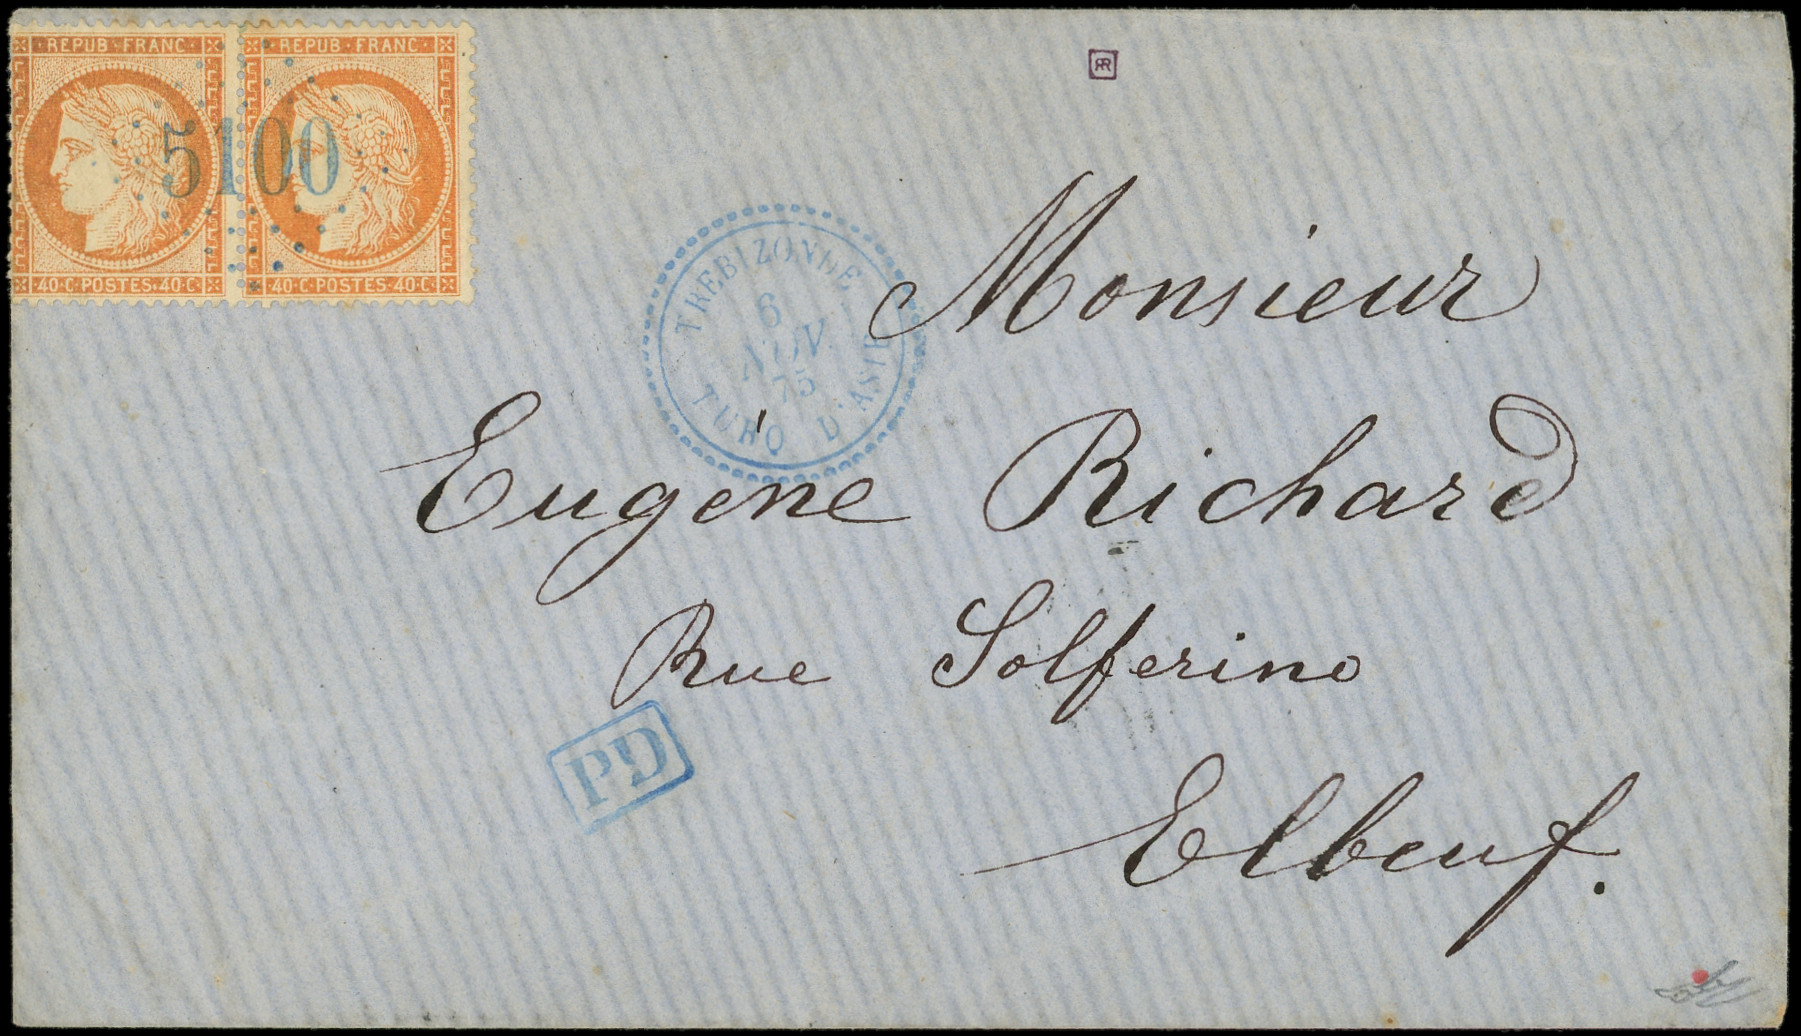 REPUB·FRANC
REPUB·FRANC
5100
40·C·POSTES·40·C
40·C·POSTES·40·C
TREBIZONDE
6
NOV.
75
TURQ D'ASIE
Monsieur
Eugène Richard
Rue Solferino
PD
Elbeuf.